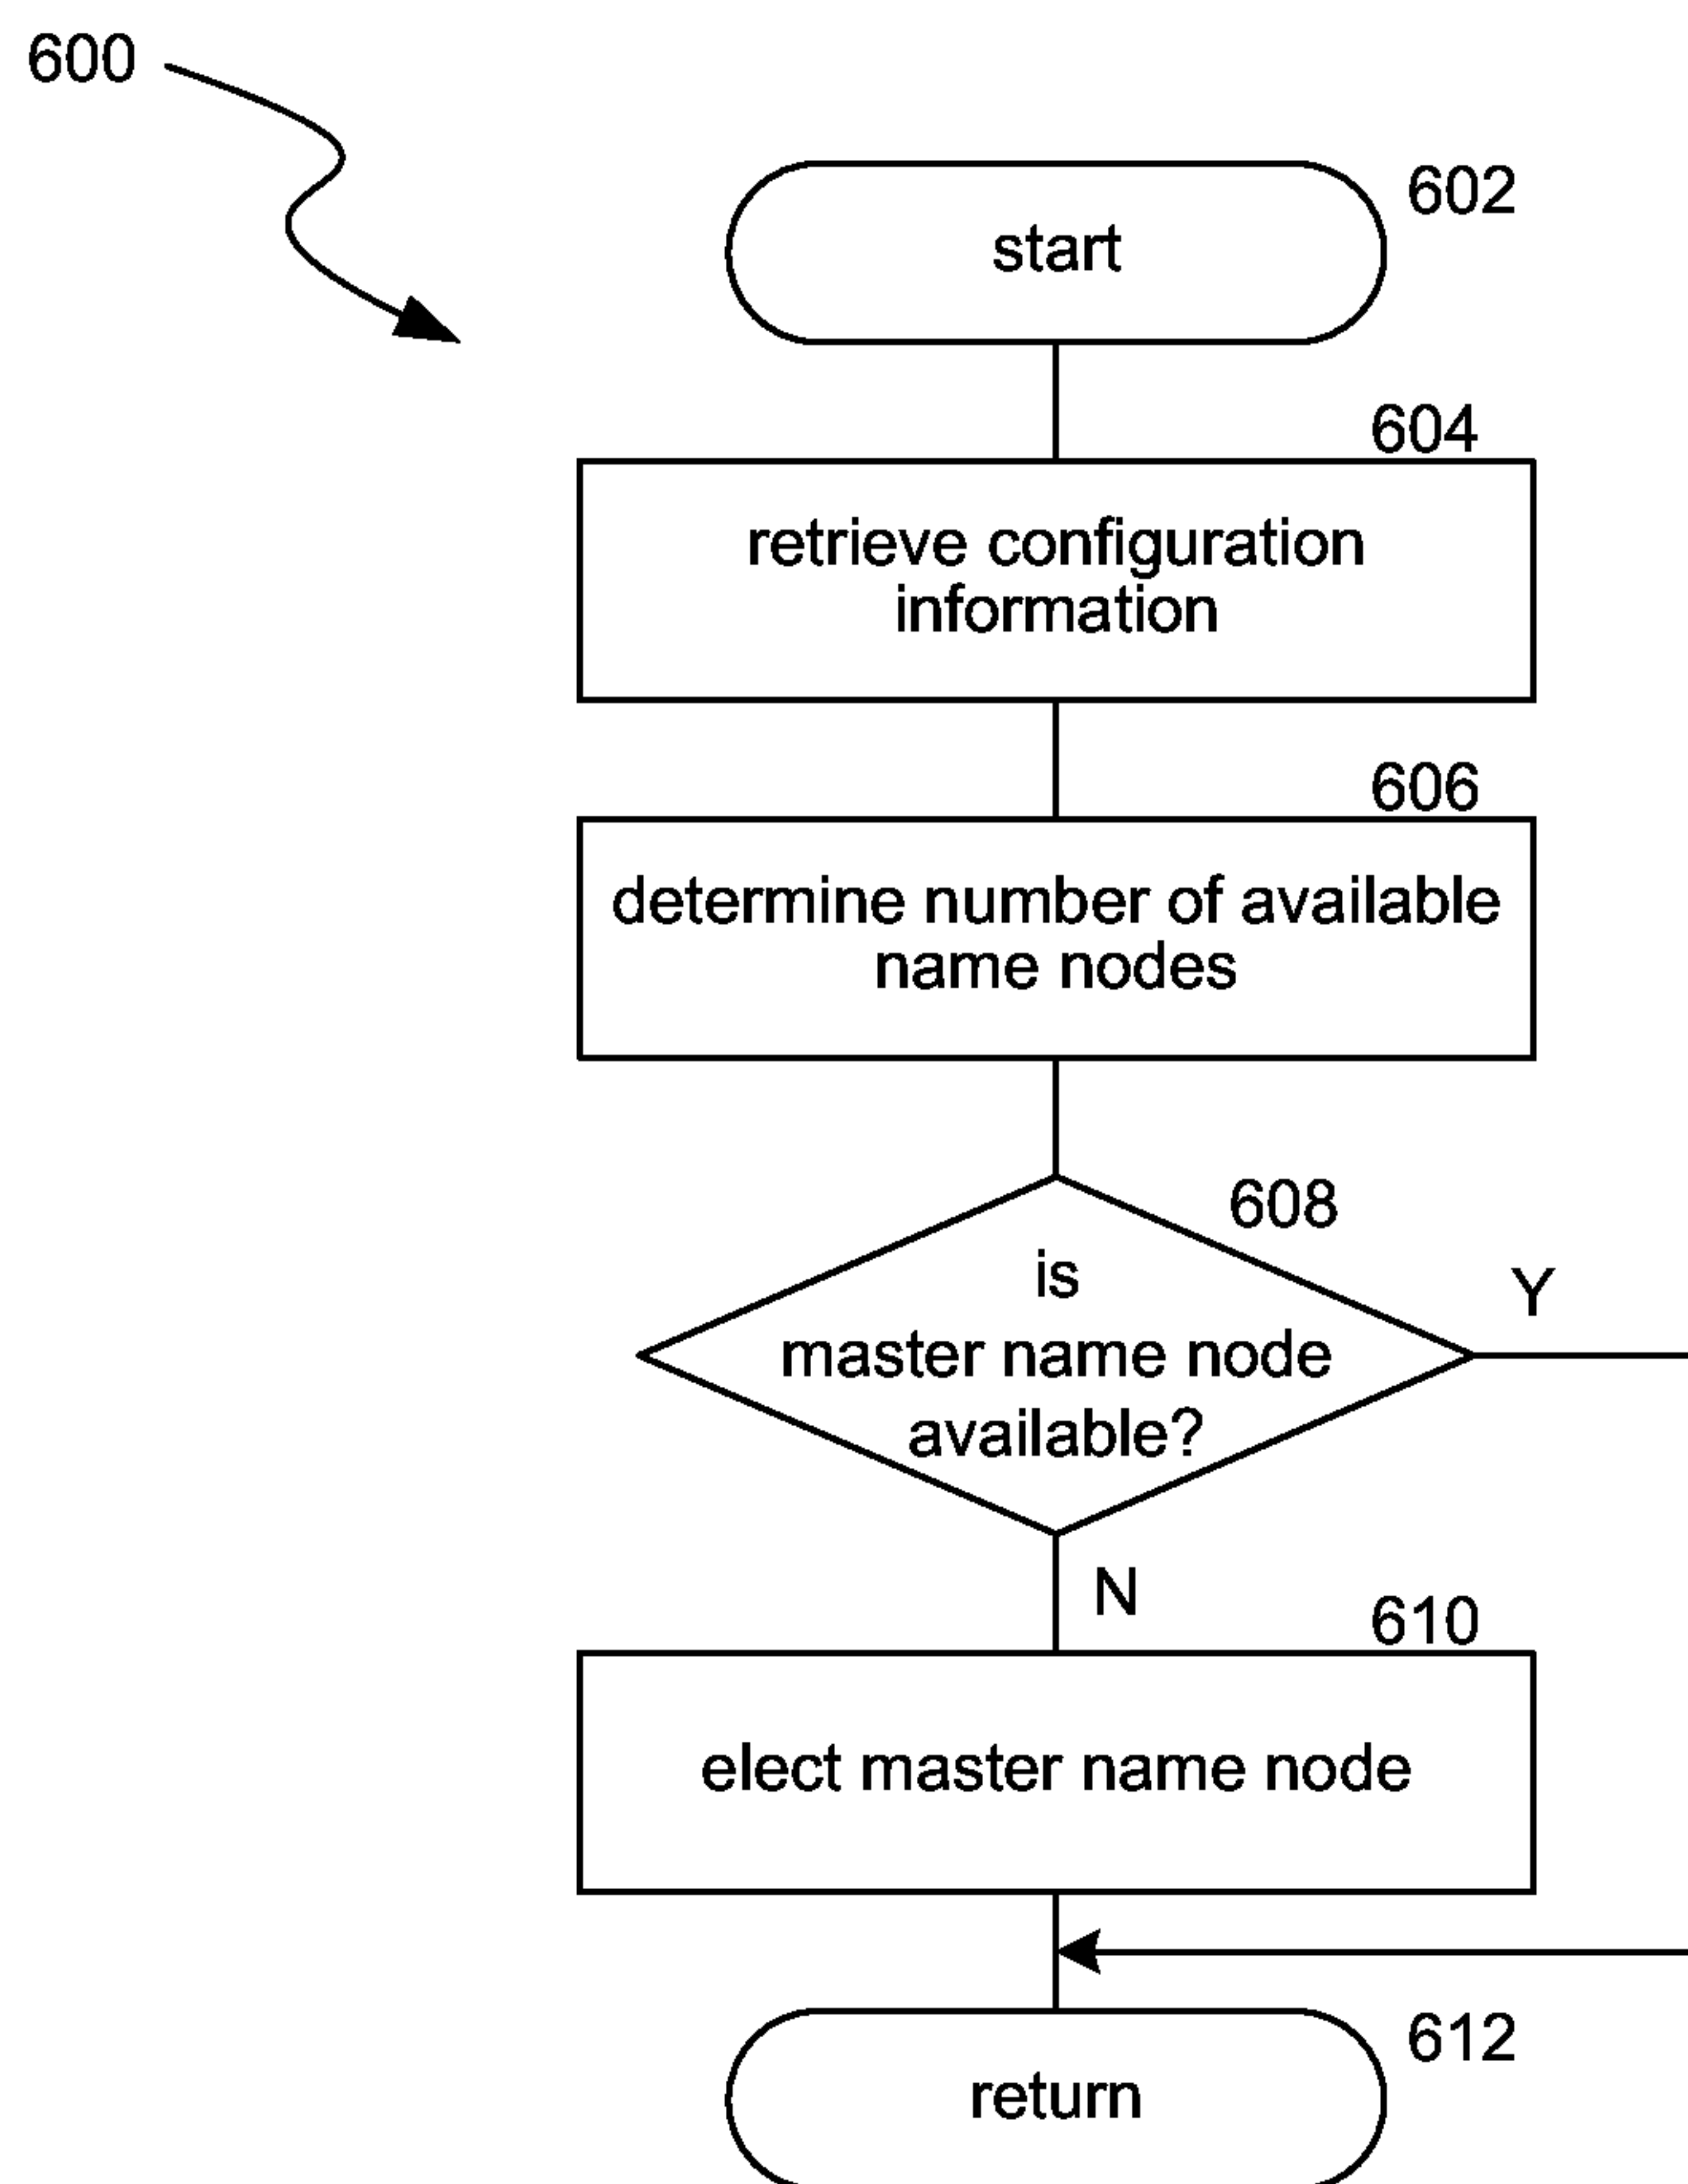 600
602
start
604
retrieve configuration
information
606
determine number of available
name nodes
608
is
master name node
available?
Y
N
610
elect master name node
612
return